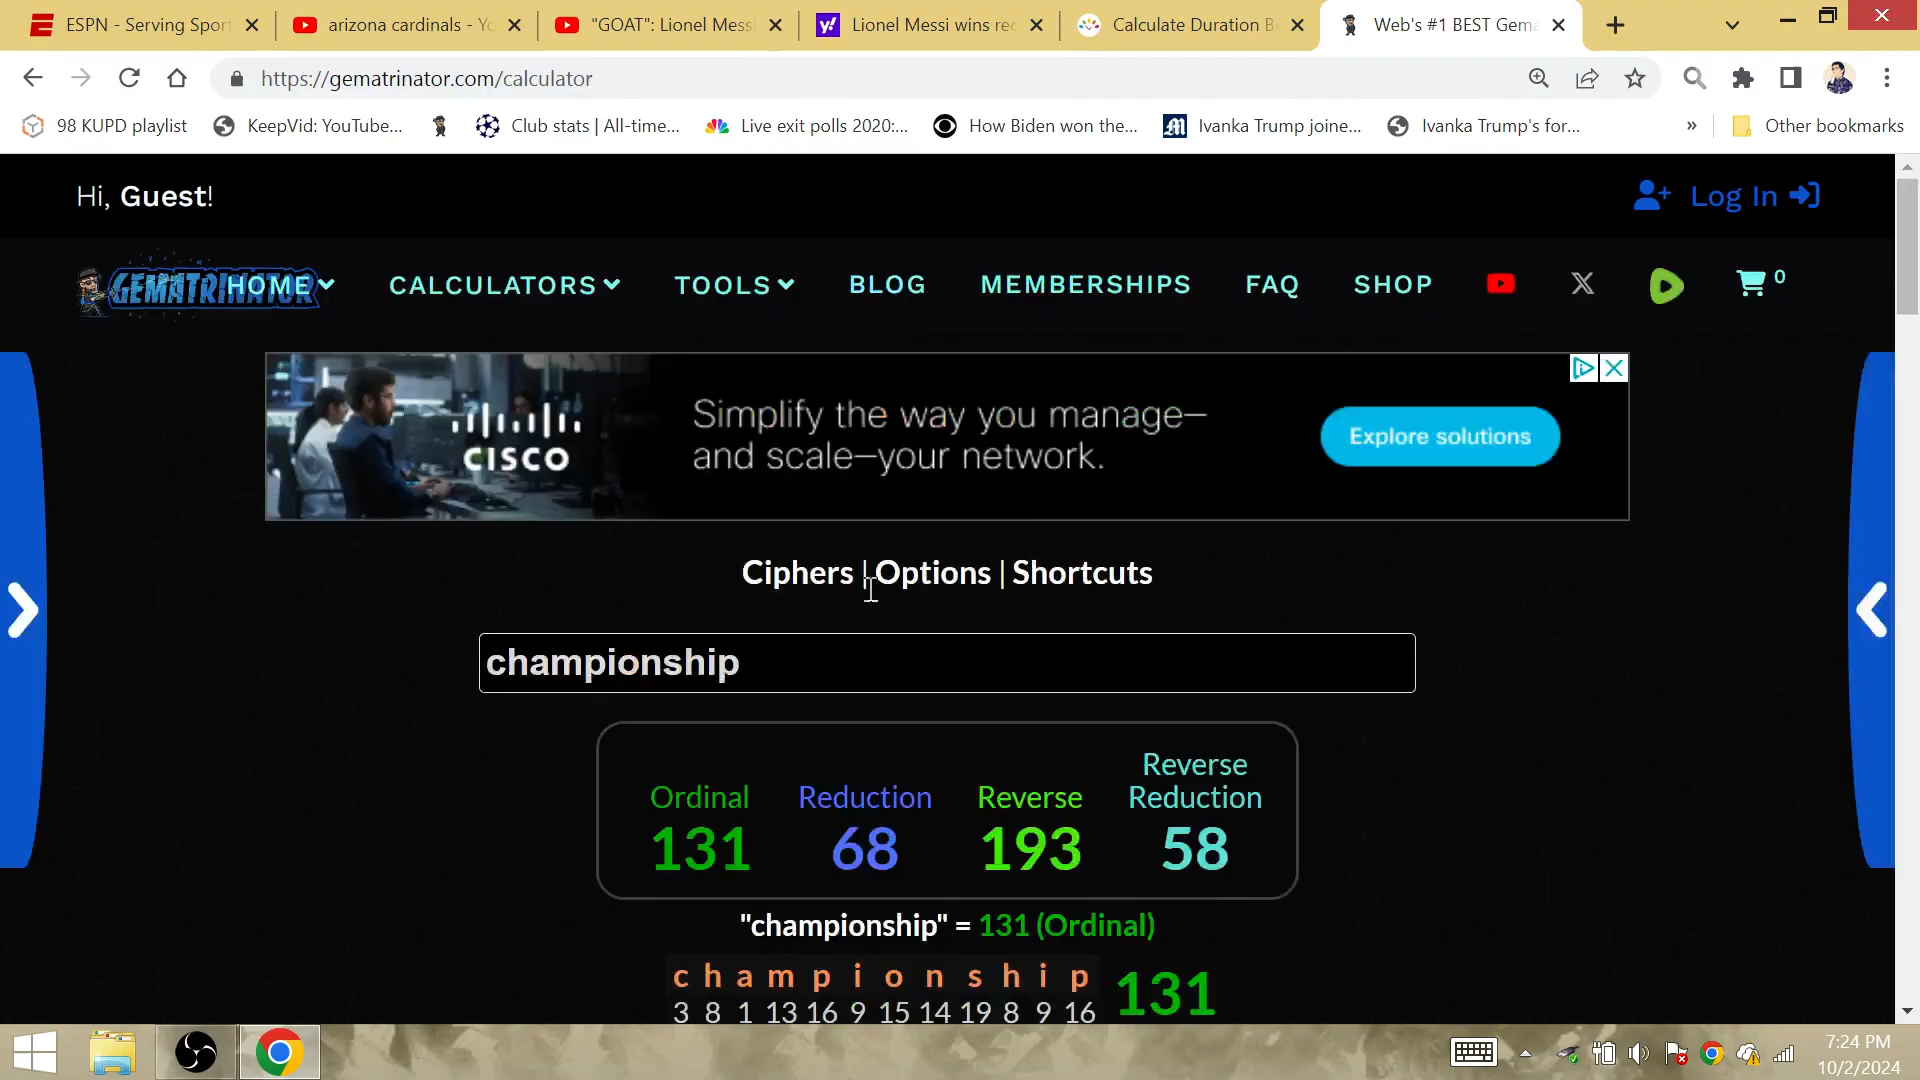 ESPN - Serving Sport
arizona cardinals - Yo
"GOAT": Lionel Messi
Lionel Messi wins rec
Calculate Duration B
Web's #1 BEST Gema
https://gematrinator.com/calculator
98 KUPD playlist
KeepVid: YouTube...
Club stats | All-time...
Live exit polls 2020:...
How Biden won the...
Ivanka Trump joine...
Ivanka Trump's for...
»
Other bookmarks
Hi, Guest!
Log In
GEMATRINATOR
HOME
CALCULATORS
TOOLS
BLOG
MEMBERSHIPS
FAQ
SHOP
0
CISCO
Simplify the way you manage—
and scale—your network.
Explore solutions
Ciphers | Options | Shortcuts
championship
Ordinal
131
Reduction
68
Reverse
193
Reverse
Reduction
58
"championship" = 131 (Ordinal)
c h a m p i o n s h i p
3 8 1 13 16 9 15 14 19 8 9 16
131
7:24 PM
10/2/2024